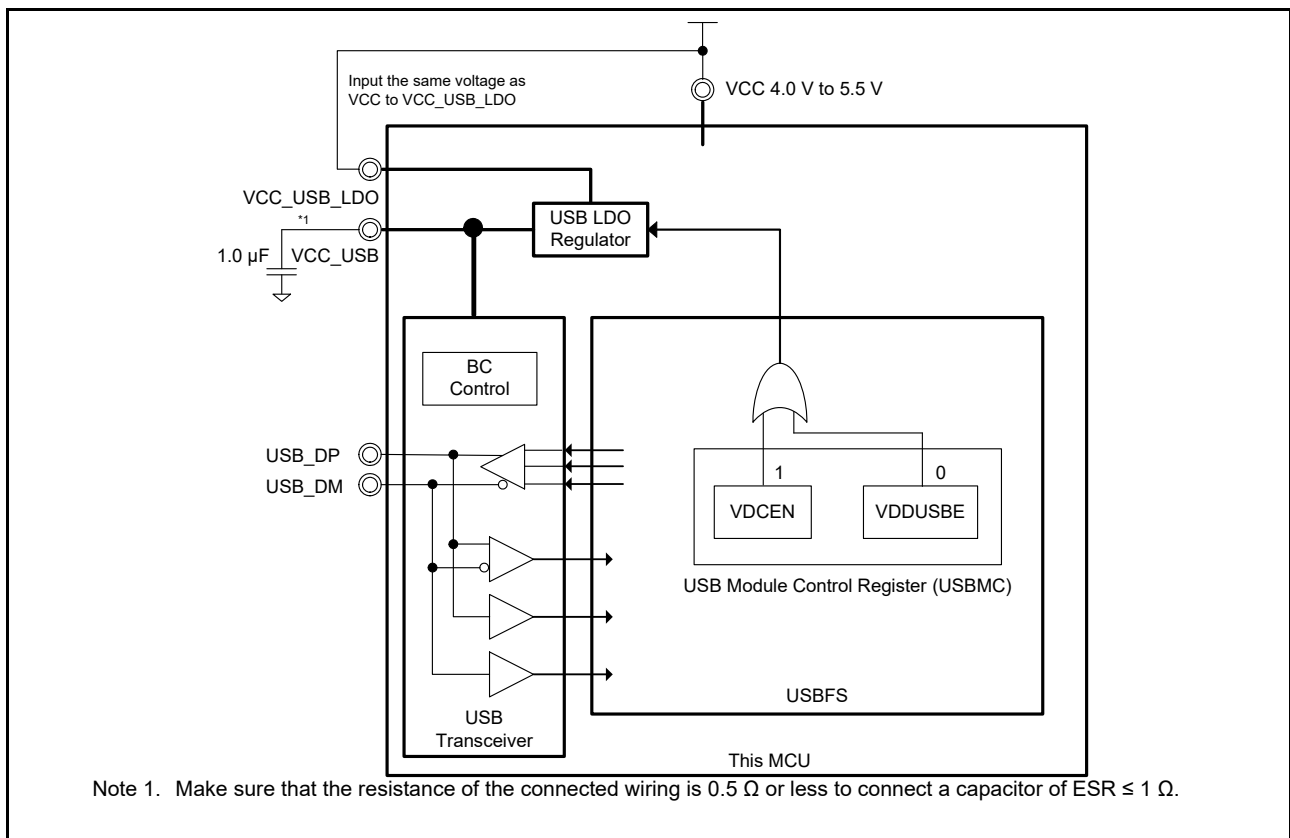 Input the same voltage as
VCC to VCC_USB_LDO
VCC 4.0 V to 5.5 V
VCC_USB_LDO
*1
1.0 µF
VCC_USB
USB LDO
Regulator
BC
Control
USB_DP
USB_DM
1
0
VDCEN
VDDUSBE
USB Module Control Register (USBMC)
USBFS
USB
Transceiver
This MCU
Note 1. Make sure that the resistance of the connected wiring is 0.5 Ω or less to connect a capacitor of ESR ≤ 1 Ω.